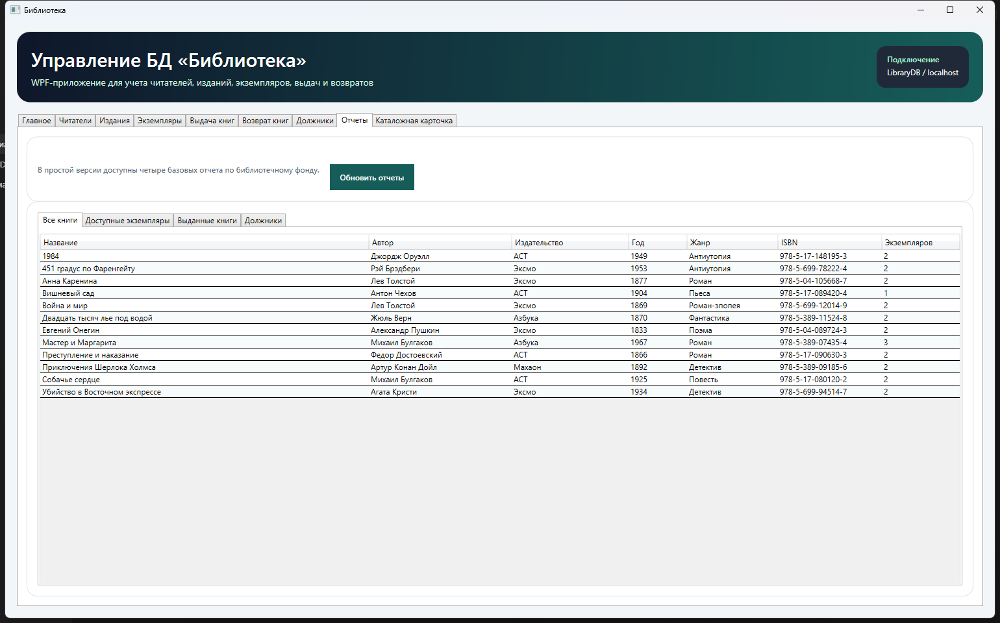 Библиотека
Управление БД «Библиотека»
WPF-приложение для учета читателей, изданий, экземпляров, выдач и возвратов
Подключение
LibraryDB / localhost
Главное Читатели Издания Экземпляры Выдача книг Возврат книг Должники Отчеты Каталожная карточка
В простой версии доступны четыре базовых отчета по библиотечному фонду.
Обновить отчеты
Все книги Доступные экземпляры Выданные книги Должники
Название Автор Издательство Год Жанр ISBN Экземпляров
1984 Джордж Оруэлл АСТ 1949 Антиутопия 978-5-17-148195-3 2
451 градус по Фаренгейту Рэй Брэдбери Эксмо 1953 Антиутопия 978-5-699-78222-4 2
Анна Каренина Лев Толстой Эксмо 1877 Роман 978-5-04-105668-7 2
Вишневый сад Антон Чехов АСТ 1904 Пьеса 978-5-17-089420-4 1
Война и мир Лев Толстой Эксмо 1869 Роман-эпопея 978-5-699-12014-9 2
Двадцать тысяч лье под водой Жюль Верн Азбука 1870 Фантастика 978-5-389-11524-8 2
Евгений Онегин Александр Пушкин Эксмо 1833 Поэма 978-5-04-089724-3 2
Мастер и Маргарита Михаил Булгаков Азбука 1967 Роман 978-5-389-07435-4 3
Преступление и наказание Федор Достоевский АСТ 1866 Роман 978-5-17-090630-3 2
Приключения Шерлока Холмса Артур Конан Дойл Махаон 1892 Детектив 978-5-389-09185-6 2
Собачье сердце Михаил Булгаков АСТ 1925 Повесть 978-5-17-080120-2 2
Убийство в Восточном экспрессе Агата Кристи Эксмо 1934 Детектив 978-5-699-94514-7 2